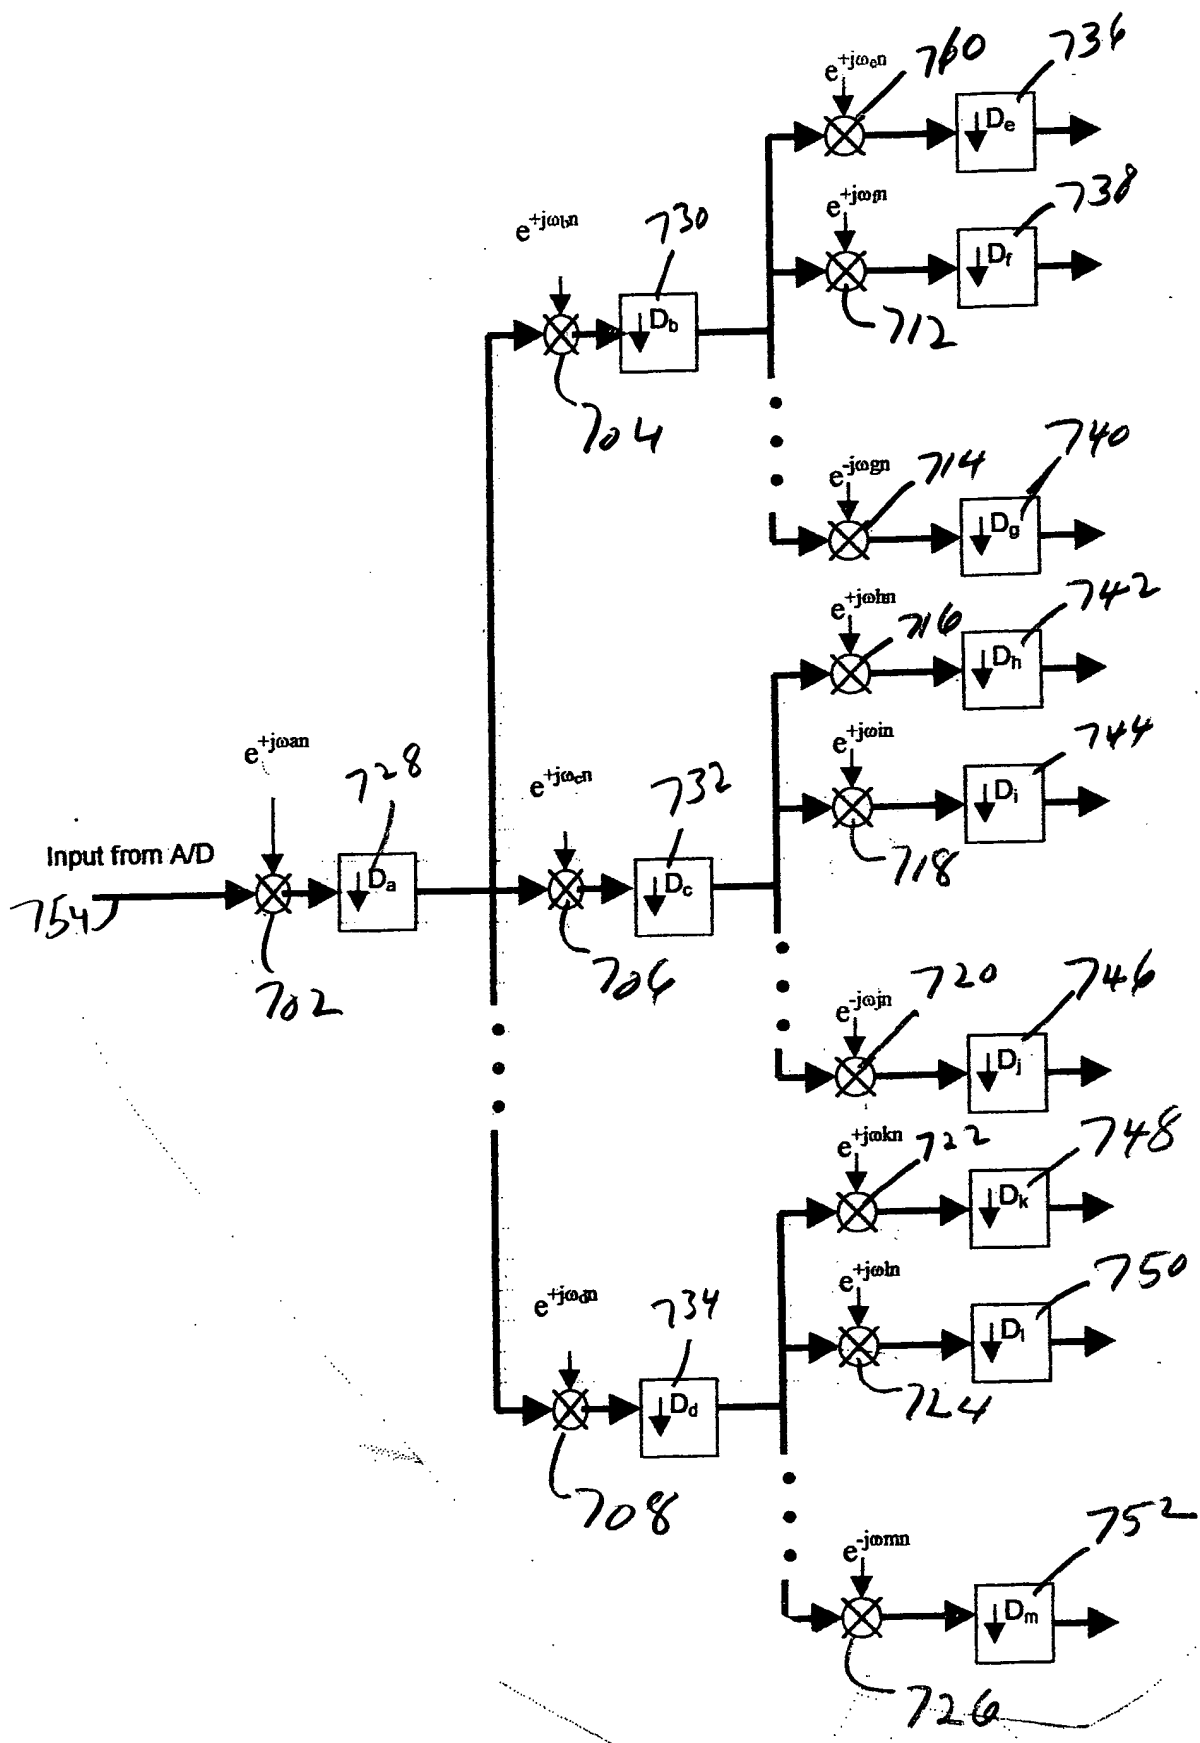 e+jωen 710 736
De
e+jωfn 738
Df
712
e+jωbn 730
Db
704
e-jωgn 714 740
Dg
e+jωhn 716 742
Dh
e+jωin 744
Di
718
e+jωan 728
Da
Input from A/D
754
702
e+jωcn 732
Dc
706
e-jωjn 720 746
Dj
e+jωkn 722 748
Dk
e+jωln 750
Dl
724
e+jωdn 734
Dd
708
e-jωmn 752
Dm
726